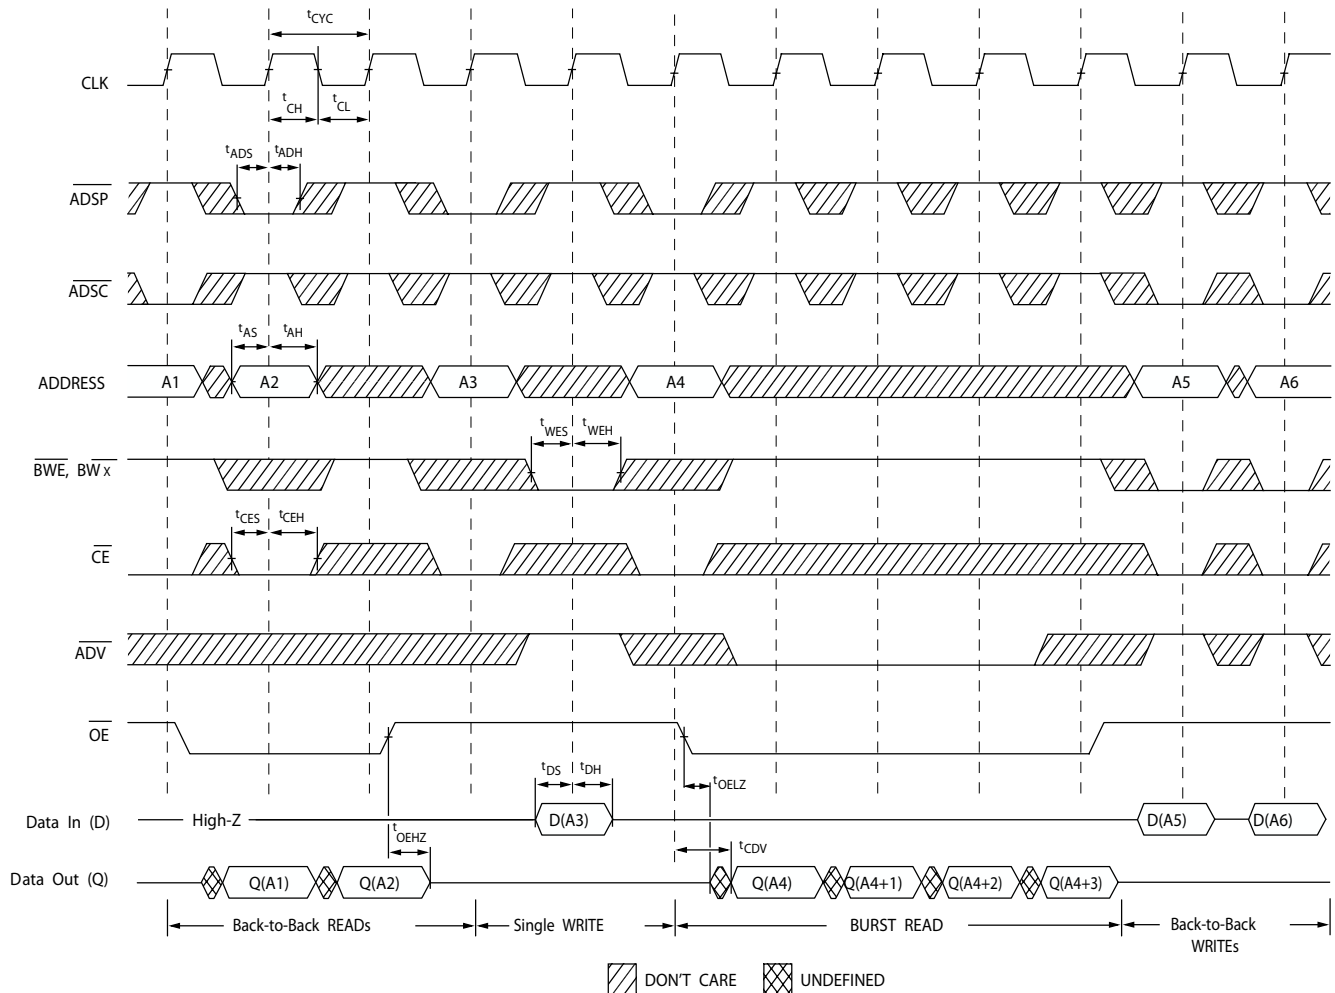 tCYC
CLK
tCH
tCL
tADS
tADH
ADSP
ADSC
tAS
tAH
ADDRESS
A1
A2
A3
A4
A5
A6
tWES
tWEH
BWE, BWx
tCES
tCEH
CE
ADV
OE
tDS
tDH
tOELZ
Data In (D)
High-Z
D(A3)
D(A5)
D(A6)
tOEHZ
tCDV
Data Out (Q)
Q(A1)
Q(A2)
Q(A4)
Q(A4+1)
Q(A4+2)
Q(A4+3)
Back-to-Back READs
Single WRITE
BURST READ
Back-to-Back
WRITEs
DON'T CARE
UNDEFINED